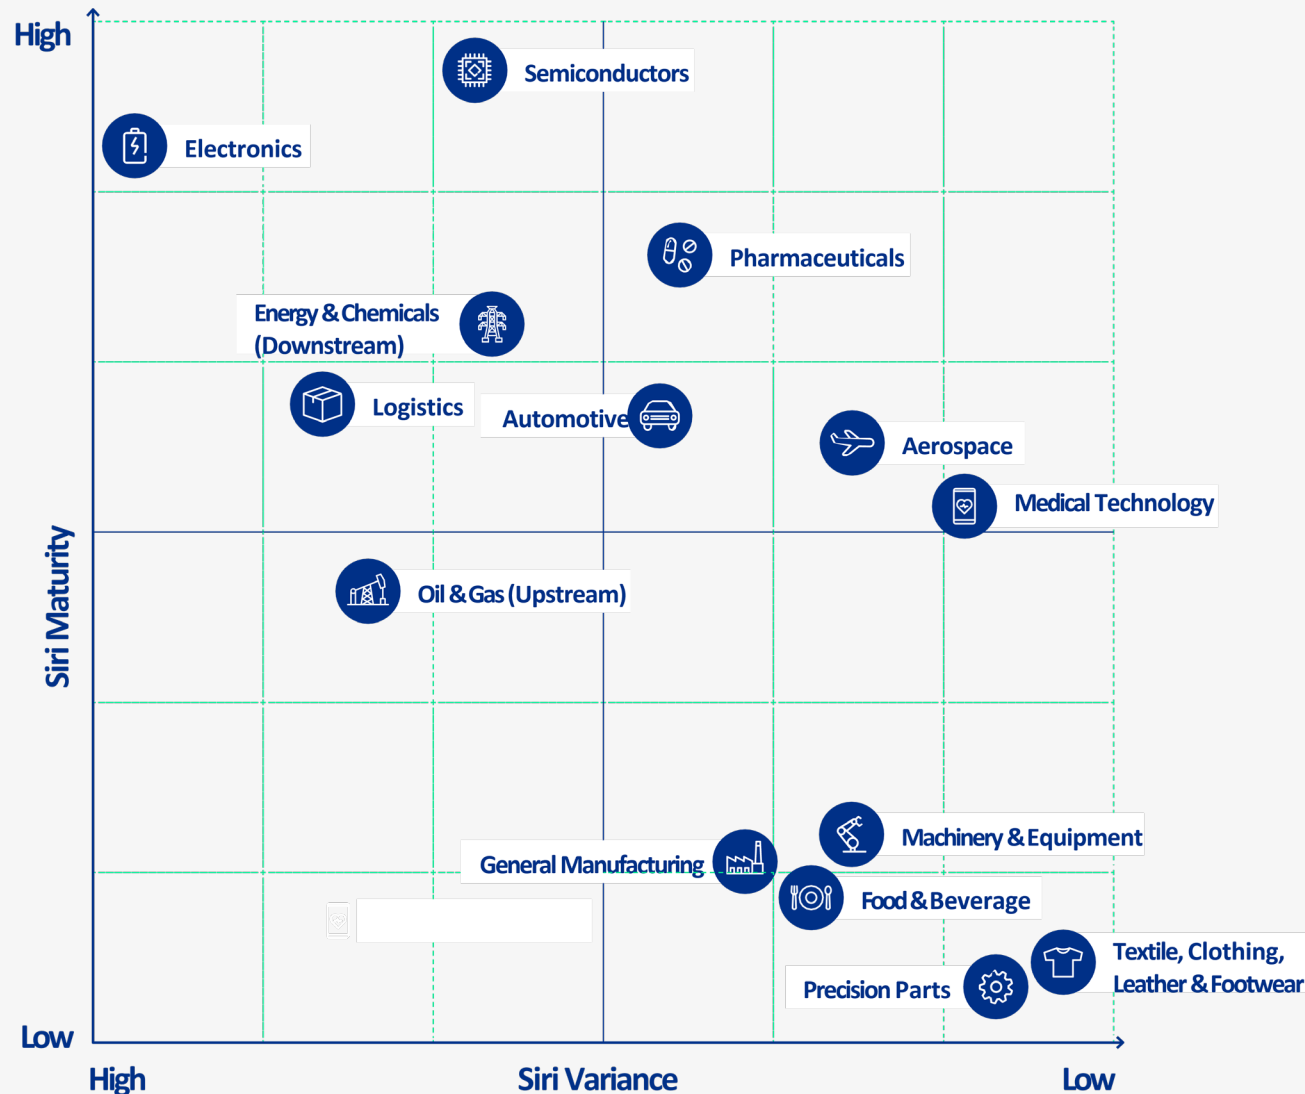 High
Semiconductors
Electronics
Pharmaceuticals
Energy & Chemicals
(Downstream)
Logistics
Automotive
Aerospace
Medical Technology
Siri Maturity
Oil & Gas (Upstream)
Machinery & Equipment
General Manufacturing
Food & Beverage
Textile, Clothing,
Leather & Footwear
Precision Parts
Low
High
Siri Variance
Low